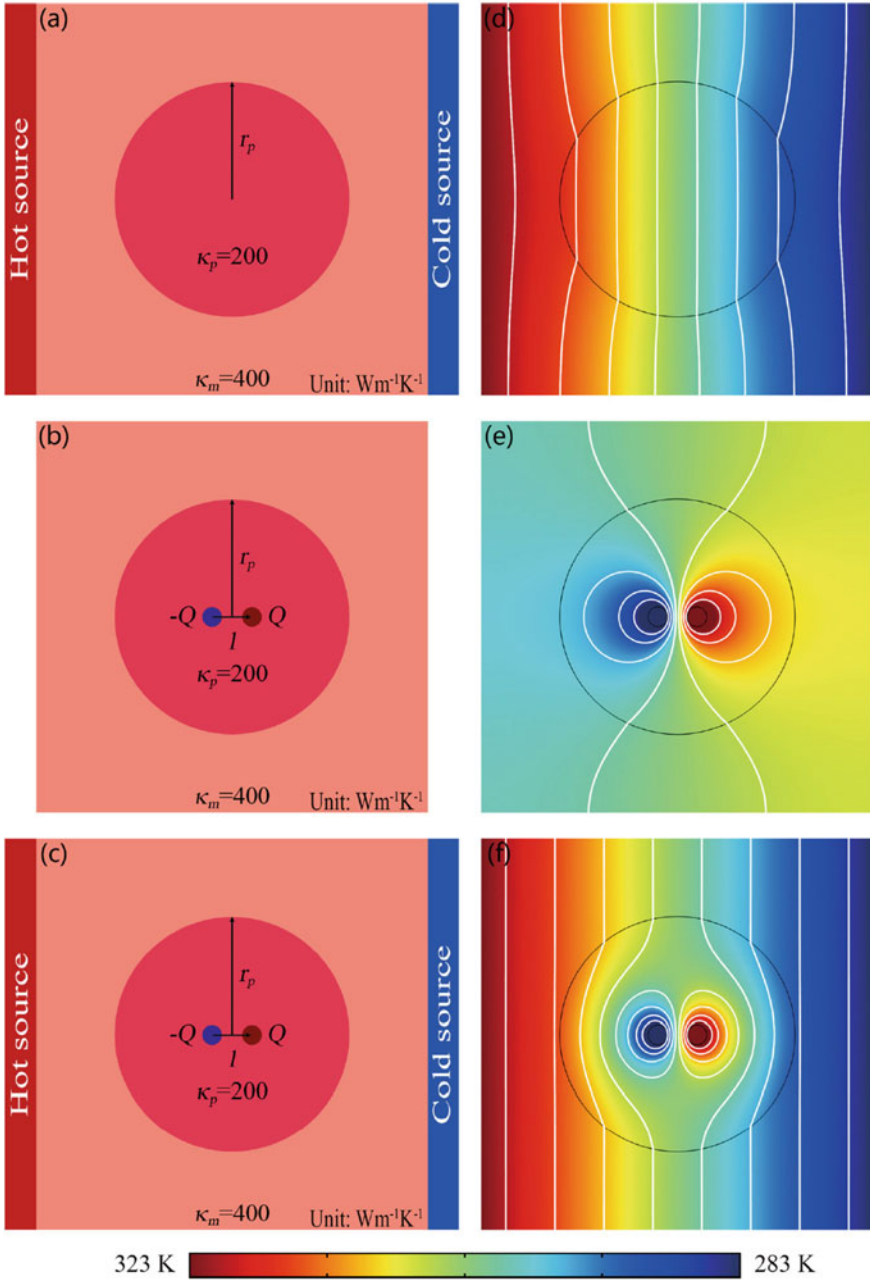 (a)
Hot source
r_p
κ_p=200
κ_m=400
Unit: Wm⁻¹K⁻¹
Cold source
(d)
(b)
r_p
-Q
Q
l
κ_p=200
κ_m=400
Unit: Wm⁻¹K⁻¹
(e)
(c)
Hot source
r_p
-Q
Q
l
κ_p=200
κ_m=400
Unit: Wm⁻¹K⁻¹
Cold source
(f)
323 K
283 K